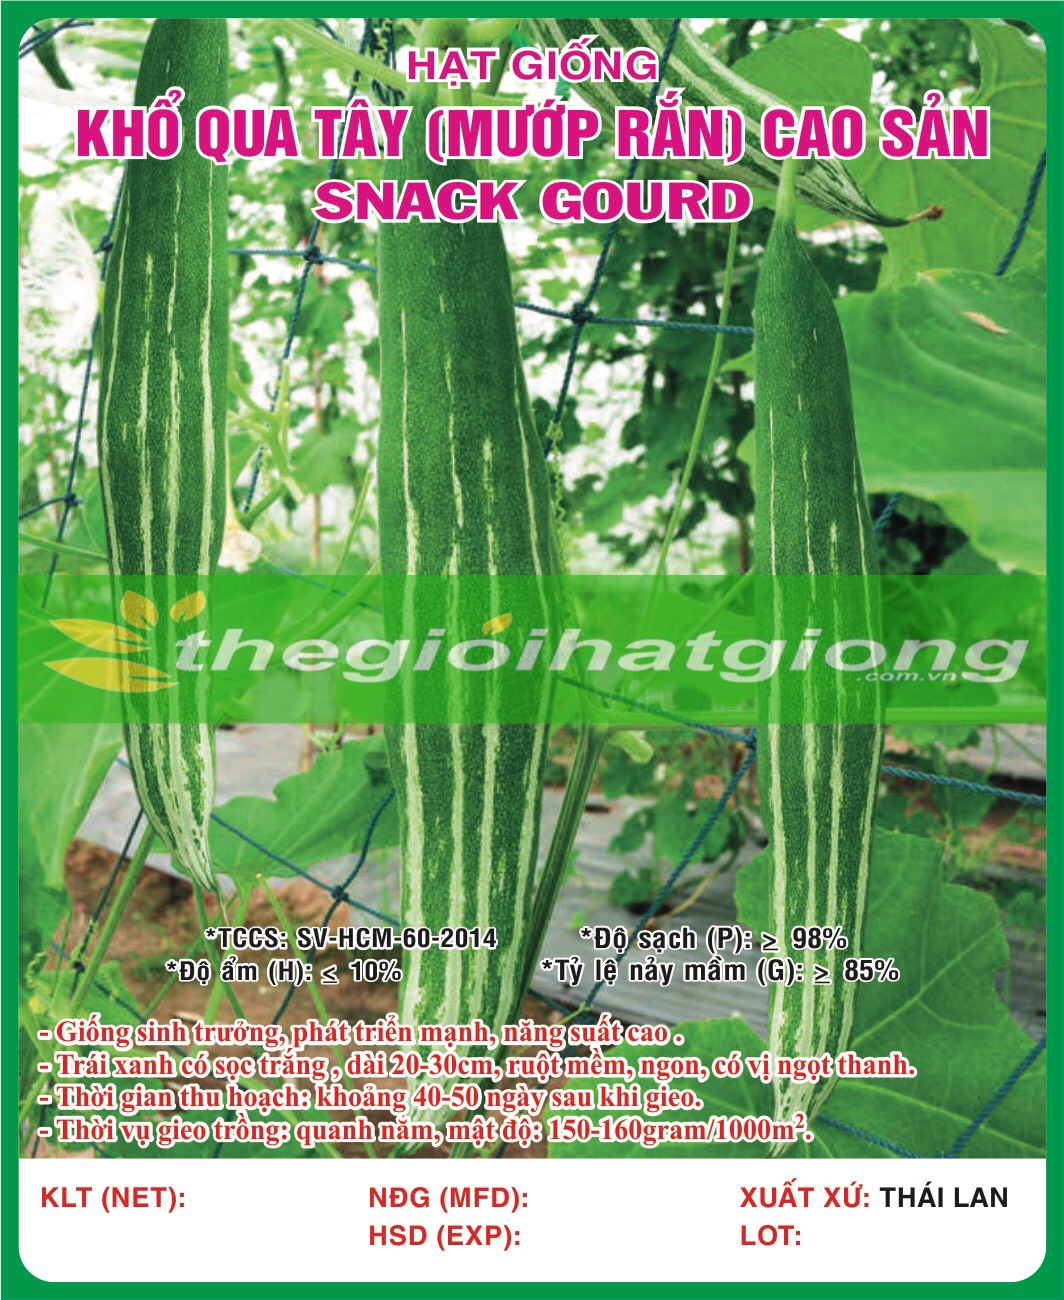 HẠT GIỐNG
KHỔ QUA TÂY (MƯỚP RẮN) CAO SẢN
SNACK GOURD
thegioihatgiong
.com.vn
*TCCS: SV-HCM-60-2014 *Độ sạch (P): ≥ 98%
*Độ ẩm (H): ≤ 10% *Tỷ lệ nảy mầm (G): ≥ 85%
- Giống sinh trưởng, phát triển mạnh, năng suất cao .
- Trái xanh có sọc trắng , dài 20-30cm, ruột mềm, ngon, có vị ngọt thanh.
- Thời gian thu hoạch: khoảng 40-50 ngày sau khi gieo.
- Thời vụ gieo trồng: quanh năm, mật độ: 150-160gram/1000m².
KLT (NET): NĐG (MFD): XUẤT XỨ: THÁI LAN
HSD (EXP): LOT: